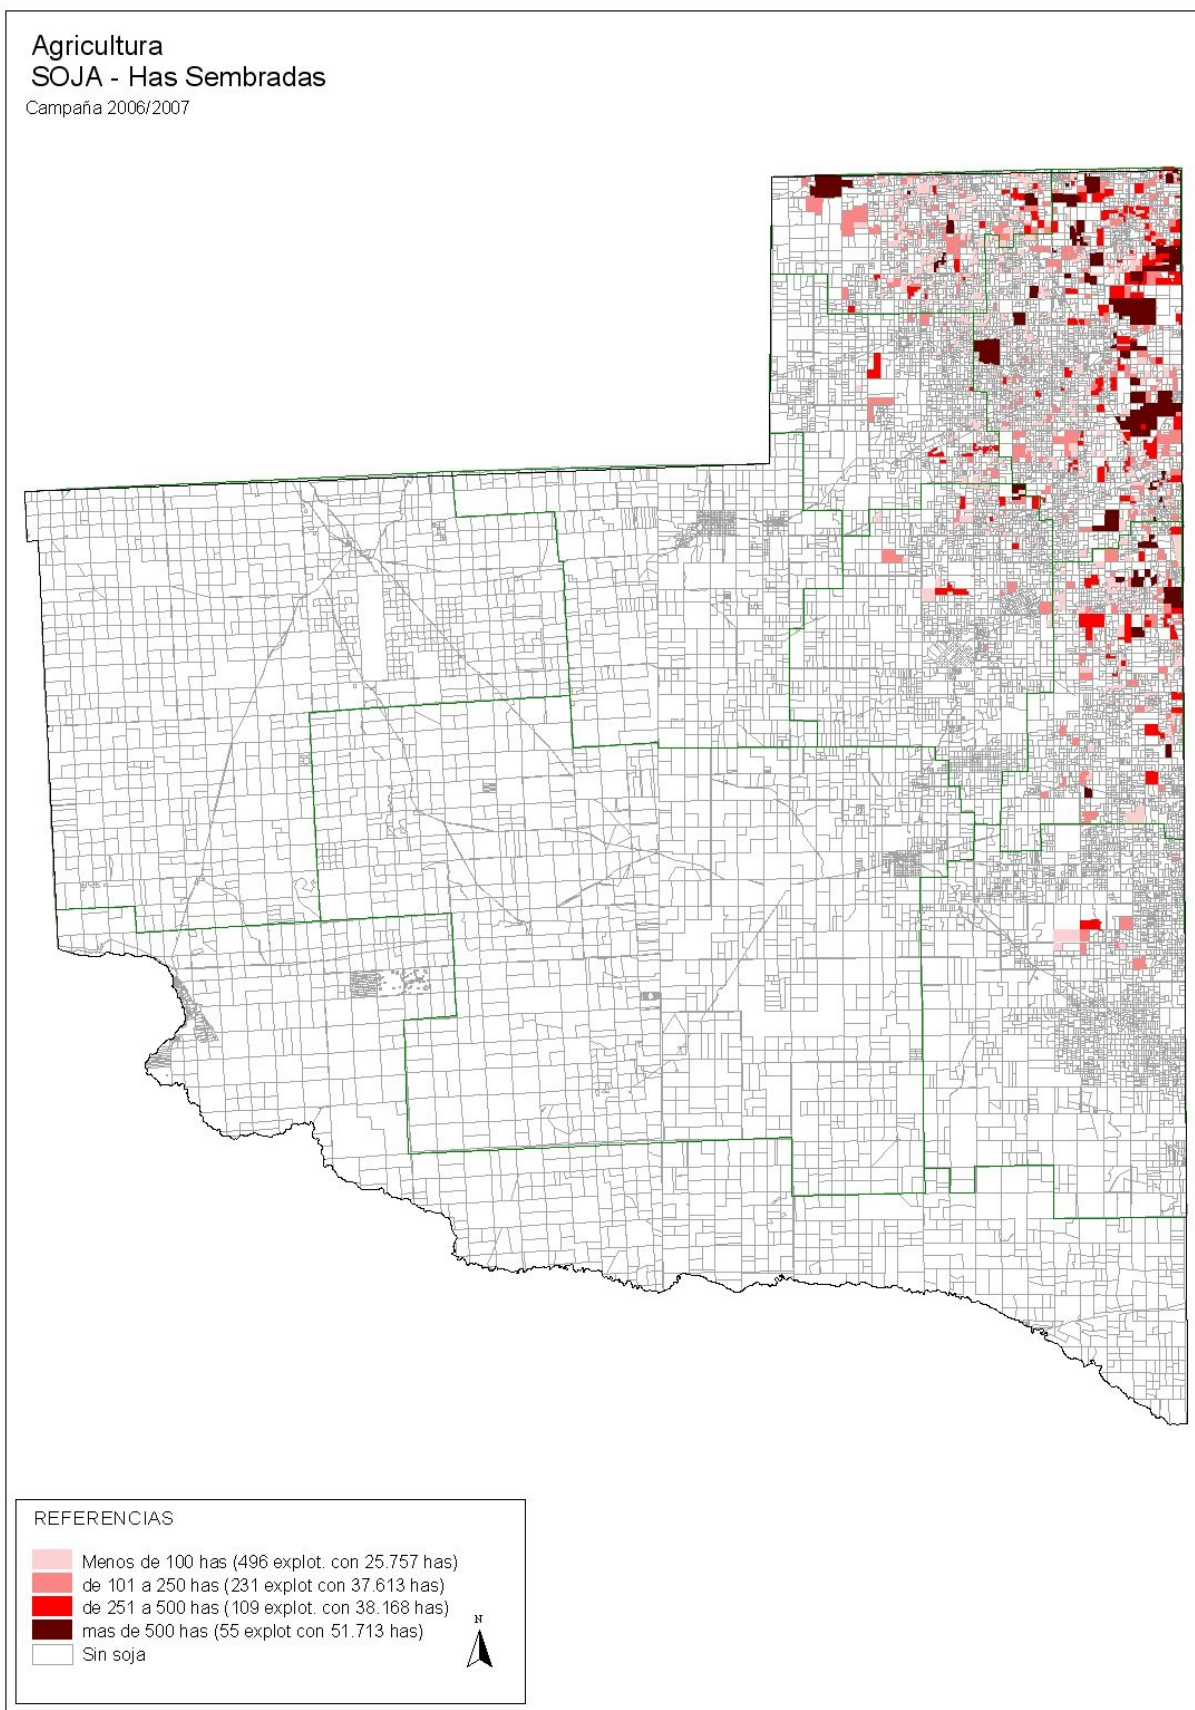 Agricultura
SOJA - Has Sembradas
Campaña 2006/2007
REFERENCIAS
Menos de 100 has (496 explot. con 25.757 has)
de 101 a 250 has (231 explot con 37.613 has)
de 251 a 500 has (109 explot. con 38.168 has)
mas de 500 has (55 explot con 51.713 has)
Sin soja
N